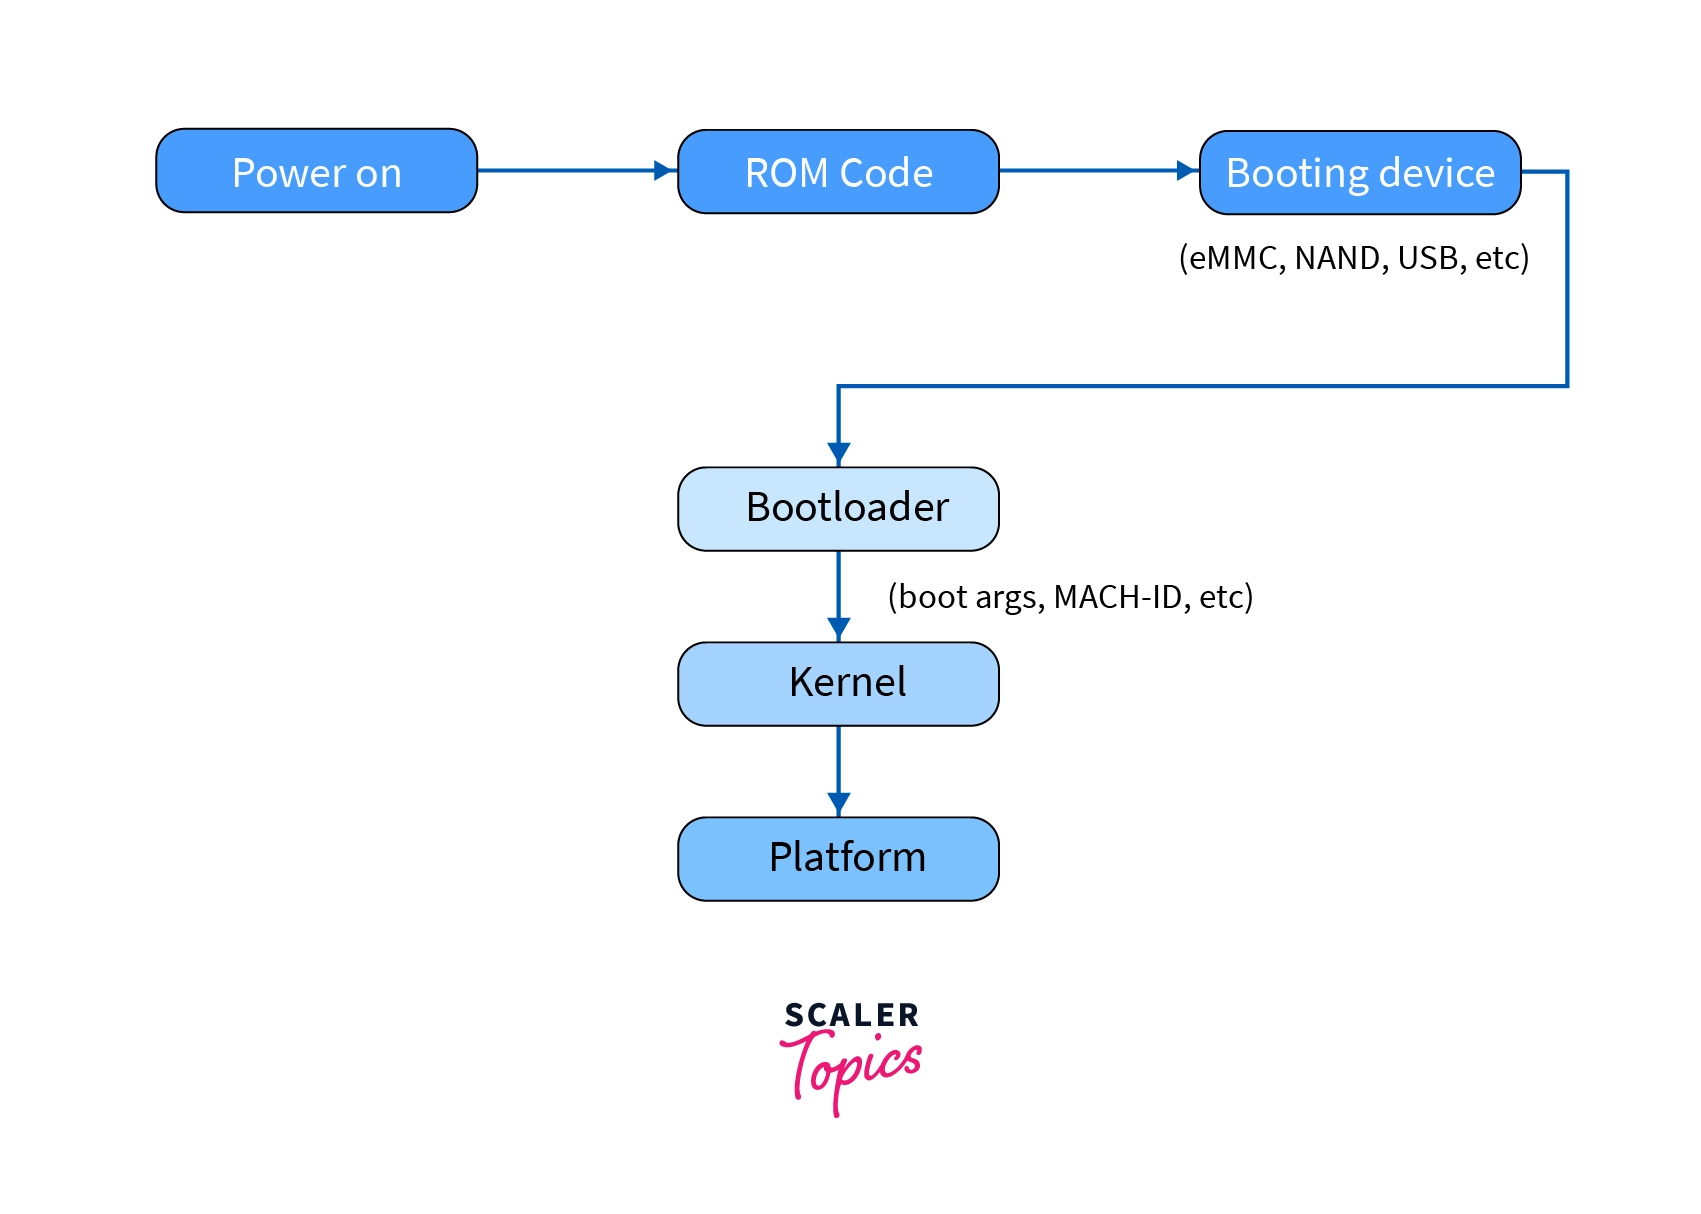 Power on
ROM Code
Booting device
(eMMC, NAND, USB, etc)
Bootloader
(boot args, MACH-ID, etc)
Kernel
Platform
SCALER
Topics